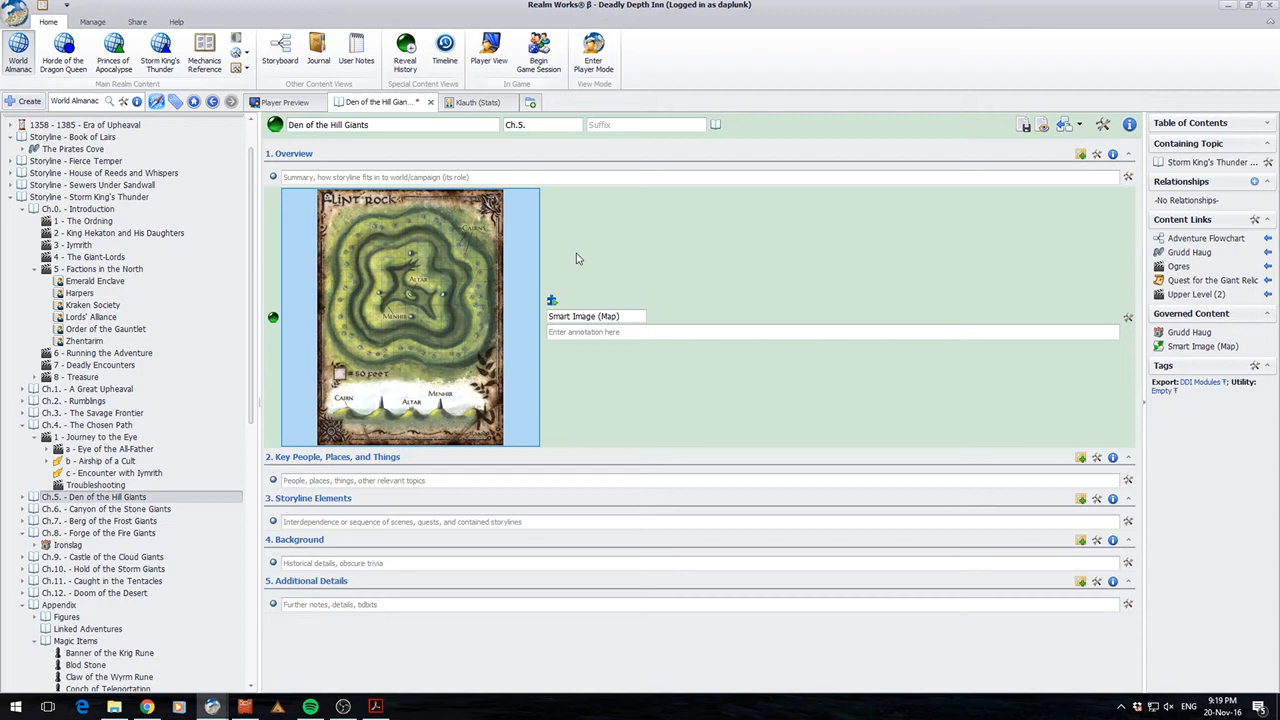 Realm Works® β - Deadly Depth Inn (Logged in as daplunk)
Home Manage Share Help
World Almanac
Horde of the Dragon Queen
Princes of Apocalypse
Storm King's Thunder
Mechanics Reference
Storyboard
Journal
User Notes
Reveal History
Timeline
Player View
Begin Game Session
Enter Player Mode
Main Realm Content
Other Content Views
Special Content Views
In Game
View Mode
Create
World Almanac
Player Preview
Den of the Hill Gian... *
Klauth (Stats)
1358 - 1385 - Era of Upheaval
Storyline - Book of Lairs
The Pirates Cove
Storyline - Fierce Temper
Storyline - House of Reeds and Whispers
Storyline - Sewers Under Sandwall
Storyline - Storm King's Thunder
Ch.0. - Introduction
1 - The Ordning
2 - King Hekaton and His Daughters
3 - Iymrith
4 - The Giant-Lords
5 - Factions in the North
Emerald Enclave
Harpers
Kraken Society
Lords' Alliance
Order of the Gauntlet
Zhentarim
6 - Running the Adventure
7 - Deadly Encounters
8 - Treasure
Ch.1. - A Great Upheaval
Ch.2. - Rumblings
Ch.3. - The Savage Frontier
Ch.4. - The Chosen Path
1 - Journey to the Eye
a - Eye of the All-Father
b - Airship of a Cult
c - Encounter with Iymrith
Troubleshooting
Ch.5. - Den of the Hill Giants
Ch.6. - Canyon of the Stone Giants
Ch.7. - Berg of the Frost Giants
Ch.8. - Forge of the Fire Giants
Ironslag
Ch.9. - Castle of the Cloud Giants
Ch.10. - Hold of the Storm Giants
Ch.11. - Caught in the Tentacles
Ch.12. - Doom of the Desert
Appendix
Figures
Linked Adventures
Magic Items
Banner of the Krig Rune
Blod Stone
Claw of the Wyrm Rune
Conch of Teleportation
Den of the Hill Giants
Ch.5.
Suffix
1. Overview
Summary, how storyline fits in to world/campaign (its role)
FLINT ROCK
CAIRNS
ALTAR
MENHIR
= 50 FEET
CAIRN
ALTAR
MENHIR
Smart Image (Map)
Enter annotation here
2. Key People, Places, and Things
People, places, things, other relevant topics
3. Storyline Elements
Interdependence or sequence of scenes, quests, and contained storylines
4. Background
Historical details, obscure trivia
5. Additional Details
Further notes, details, tidbits
Table of Contents
Containing Topic
Storm King's Thunder ...
Relationships
-No Relationships-
Content Links
Adventure Flowchart
Grudd Haug
Ogres
Quest for the Giant Relic
Upper Level (2)
Governed Content
Grudd Haug
Smart Image (Map)
Tags
Export: DDI Modules Ŧ; Utility:
Empty Ŧ
ENG
9:19 PM
20-Nov-16